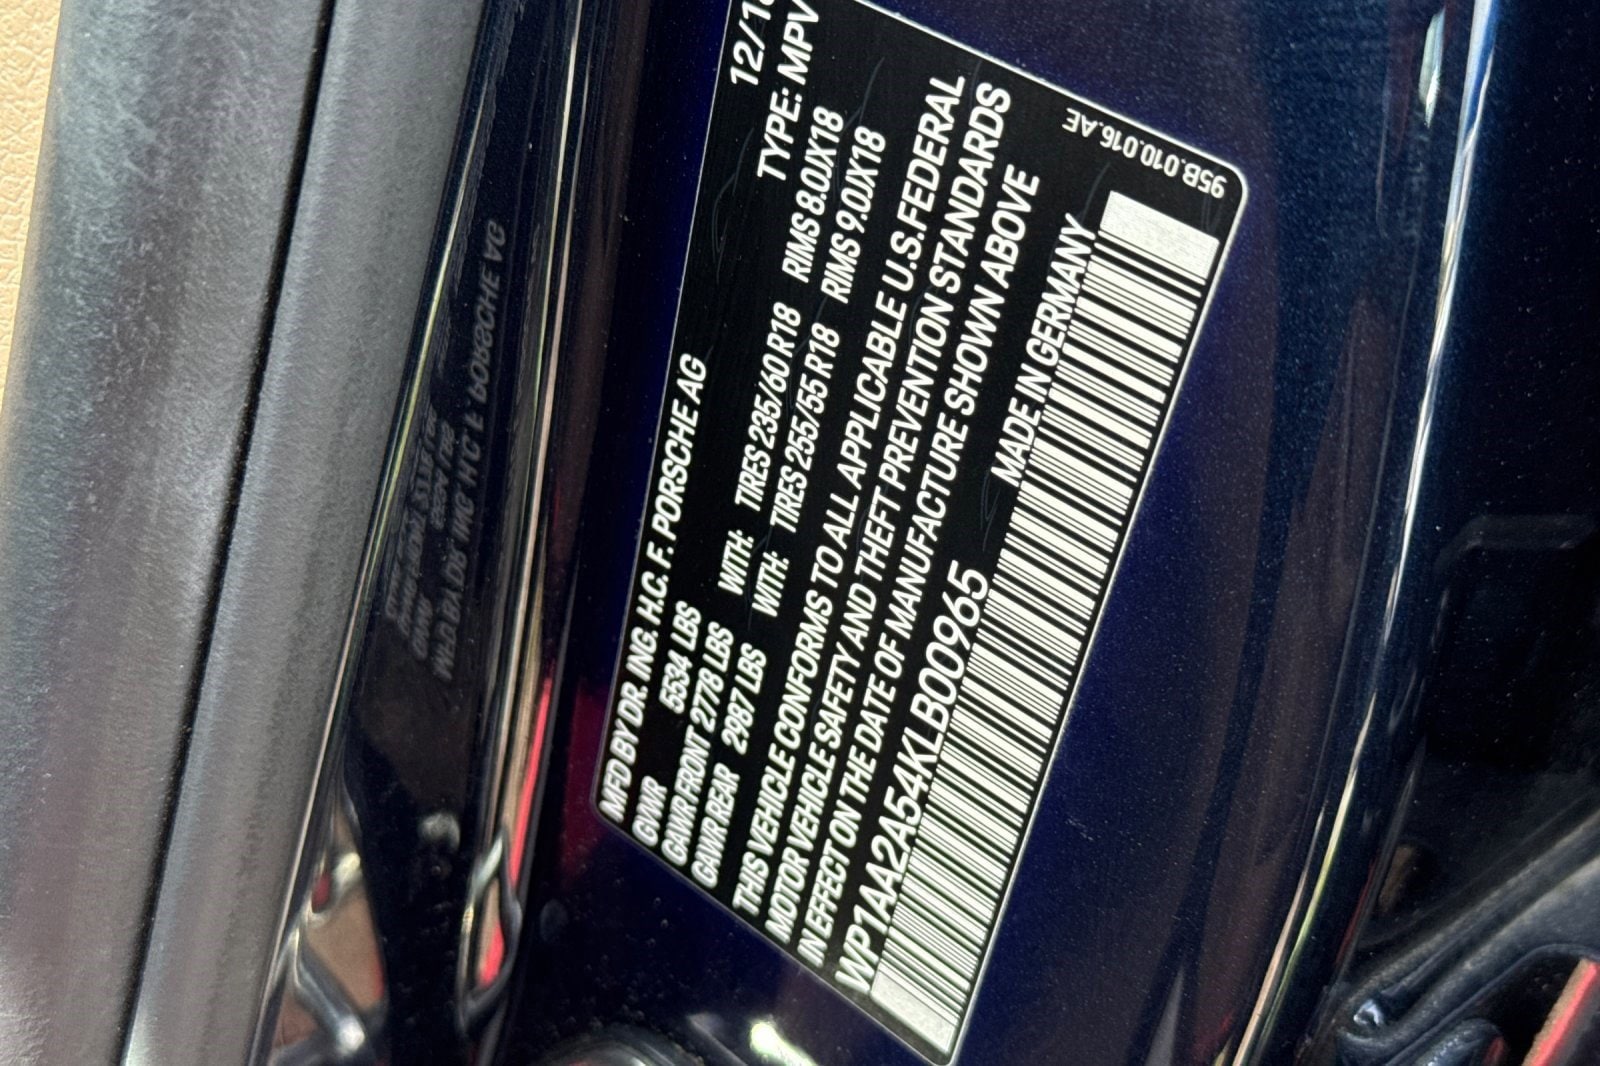 12/18
MFD BY DR. ING. H.C. F. PORSCHE AG
TYPE: MPV
GVWR 5534 LBS
GAWR FRONT 2778 LBS WITH: TIRES 235/60 R18 RIMS 8.0JX18
GAWR REAR 2987 LBS WITH: TIRES 255/55 R18 RIMS 9.0JX18
THIS VEHICLE CONFORMS TO ALL APPLICABLE U.S.FEDERAL
MOTOR VEHICLE SAFETY AND THEFT PREVENTION STANDARDS
IN EFFECT ON THE DATE OF MANUFACTURE SHOWN ABOVE
WP1AA2A54KLB00965 MADE IN GERMANY
95B.010.016.AE